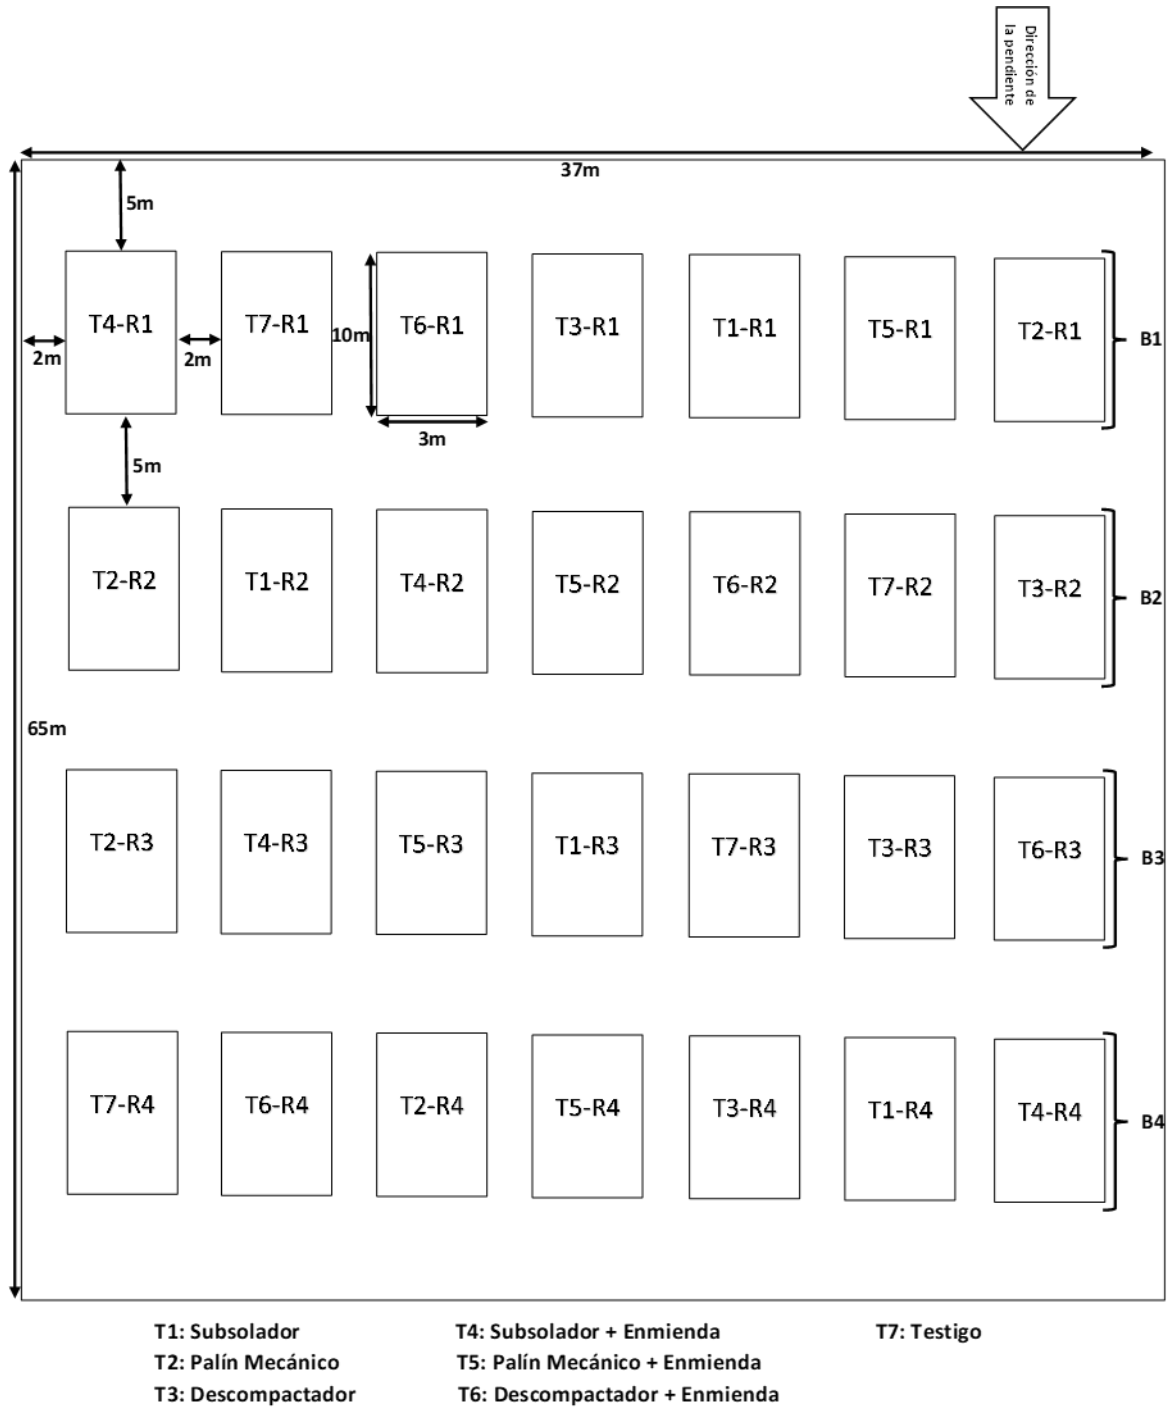 Dirección de
la pendiente
37m
5m
T4-R1 T7-R1 T6-R1 T3-R1 T1-R1 T5-R1 T2-R1 B1
10m
2m 2m
3m
5m
T2-R2 T1-R2 T4-R2 T5-R2 T6-R2 T7-R2 T3-R2 B2
65m
T2-R3 T4-R3 T5-R3 T1-R3 T7-R3 T3-R3 T6-R3 B3
T7-R4 T6-R4 T2-R4 T5-R4 T3-R4 T1-R4 T4-R4 B4
T1: Subsolador T4: Subsolador + Enmienda T7: Testigo
T2: Palín Mecánico T5: Palín Mecánico + Enmienda
T3: Descompactador T6: Descompactador + Enmienda